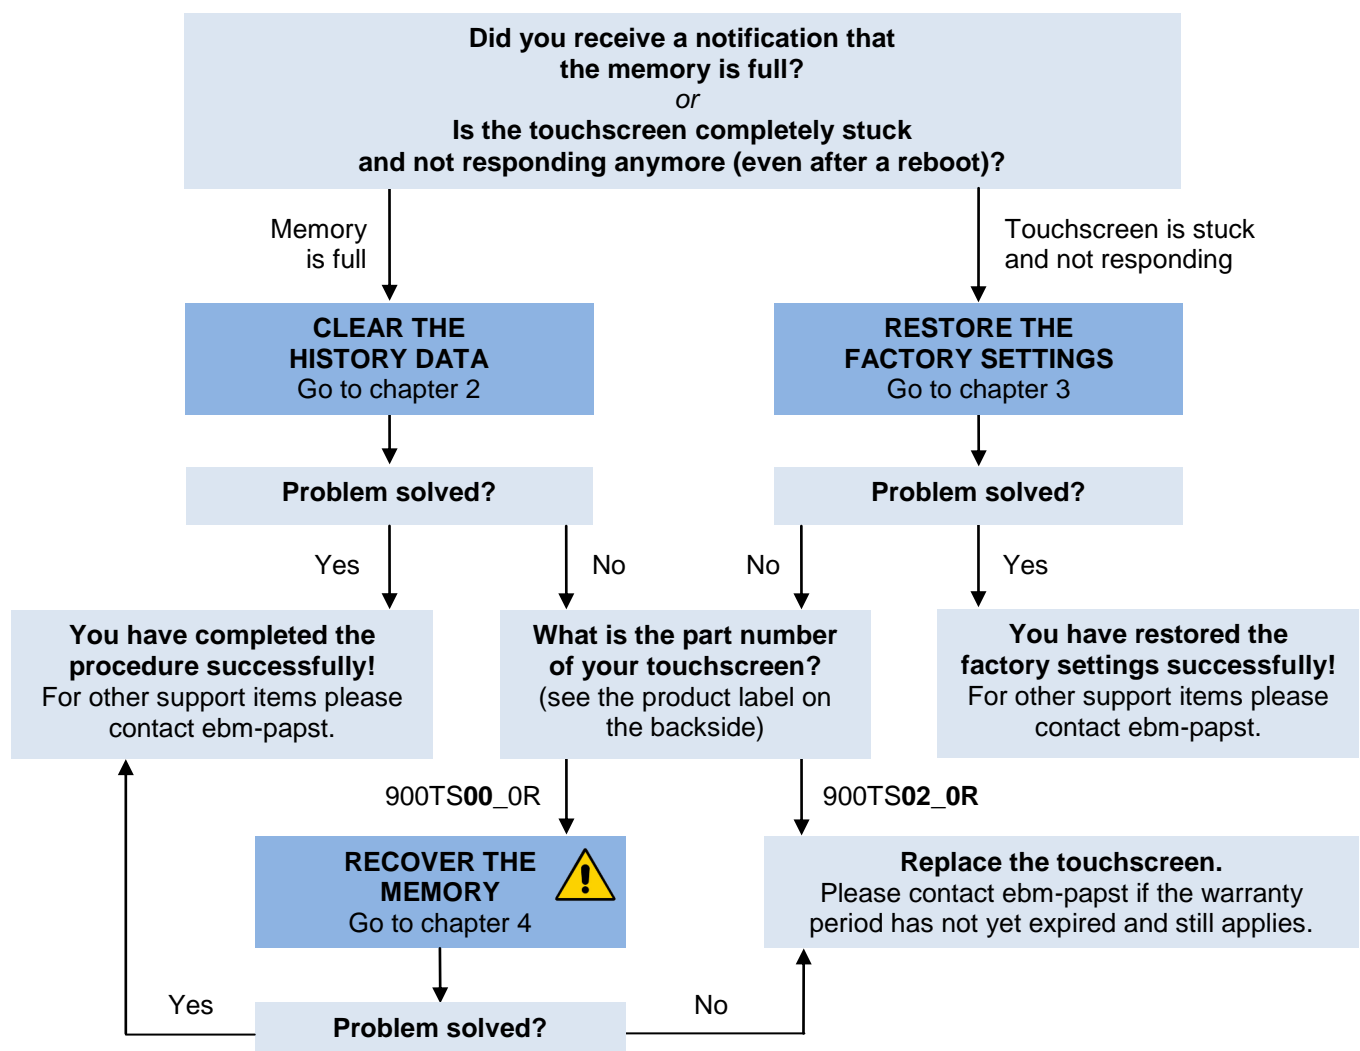 Did you receive a notification that
the memory is full?
or
Is the touchscreen completely stuck
and not responding anymore (even after a reboot)?
Memory
is full
Touchscreen is stuck
and not responding
CLEAR THE
HISTORY DATA
Go to chapter 2
RESTORE THE
FACTORY SETTINGS
Go to chapter 3
Problem solved?
Problem solved?
Yes
No
No
Yes
You have completed the
procedure successfully!
For other support items please
contact ebm-papst.
What is the part number
of your touchscreen?
(see the product label on
the backside)
You have restored the
factory settings successfully!
For other support items please
contact ebm-papst.
900TS00_0R
900TS02_0R
RECOVER THE
MEMORY
Go to chapter 4
Replace the touchscreen.
Please contact ebm-papst if the warranty
period has not yet expired and still applies.
Yes
No
Problem solved?